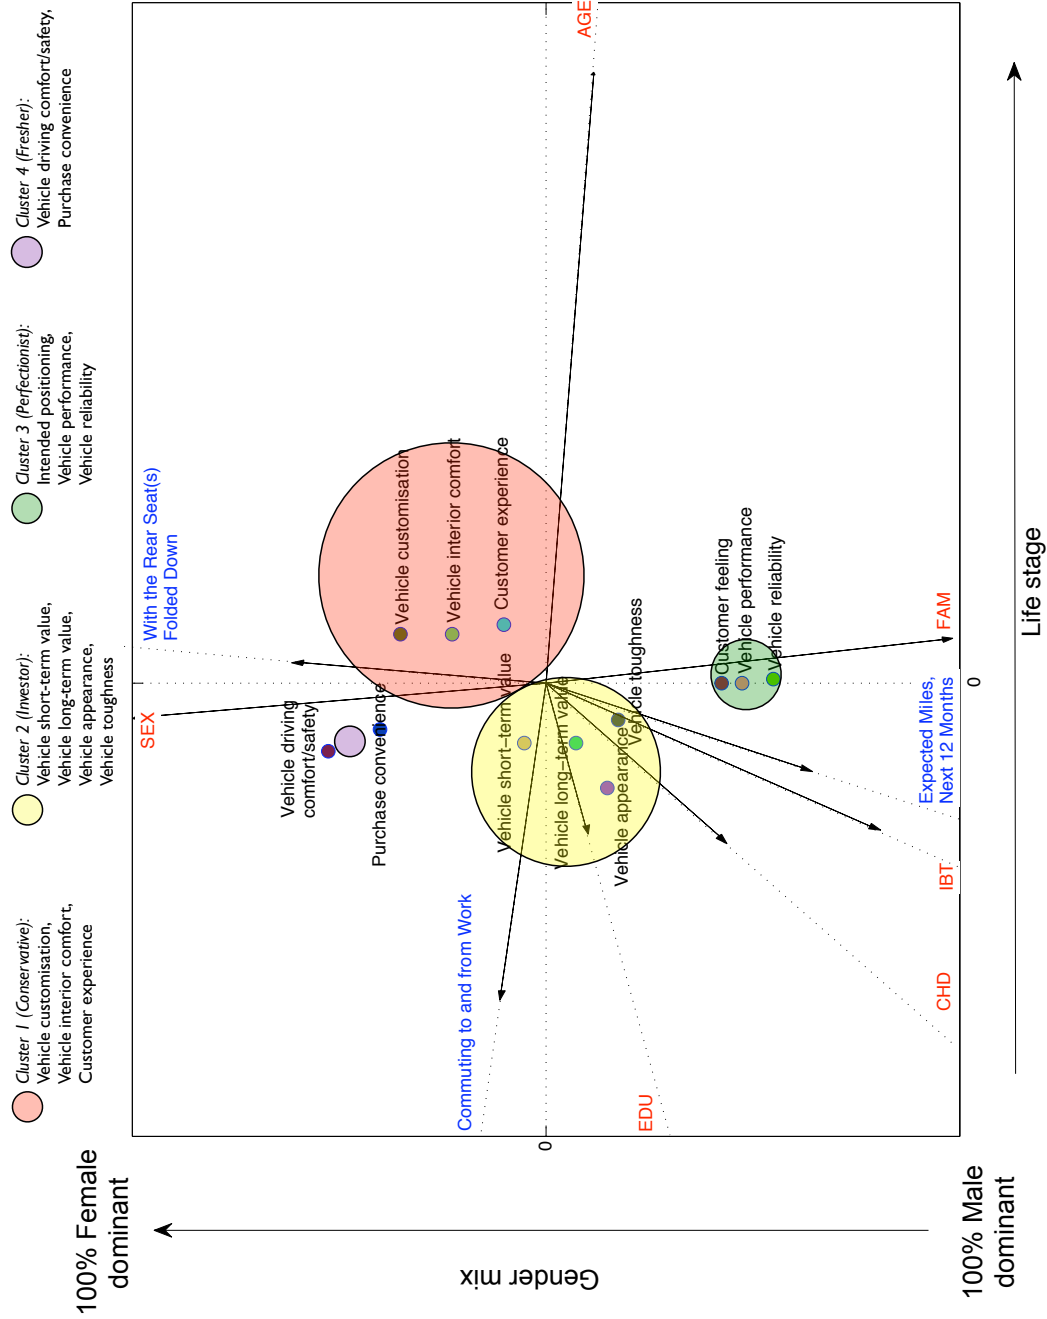 Cluster 1 (Conservative):
Vehicle customisation,
Vehicle interior comfort,
Customer experience
Cluster 2 (Investor):
Vehicle short-term value,
Vehicle long-term value,
Vehicle appearance,
Vehicle toughness
Cluster 3 (Perfectionist):
Intended positioning,
Vehicle performance,
Vehicle reliability
Cluster 4 (Fresher):
Vehicle driving comfort/safety,
Purchase convenience
100% Female
dominant
Gender mix
100% Male
dominant
SEX
With the Rear Seat(s)
Folded Down
AGE
Vehicle driving
comfort/safety
Purchase convenience
Vehicle customisation
Vehicle interior comfort
Customer experience
Commuting to and from Work
Vehicle short-term value
Vehicle long-term value
Vehicle appearance
Vehicle toughness
Customer feeling
Vehicle performance
Vehicle reliability
EDU
CHD
IBT
Expected Miles,
Next 12 Months
FAM
0
0
Life stage